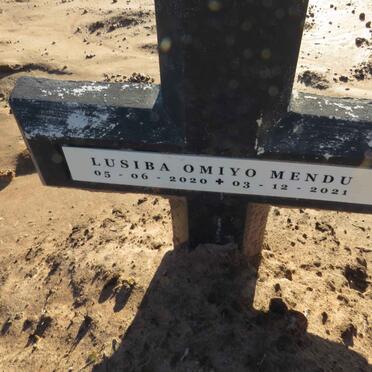 LUSIBA OMIYO MENDU
05 - 06 - 2020 ✝ 03 - 12 - 2021